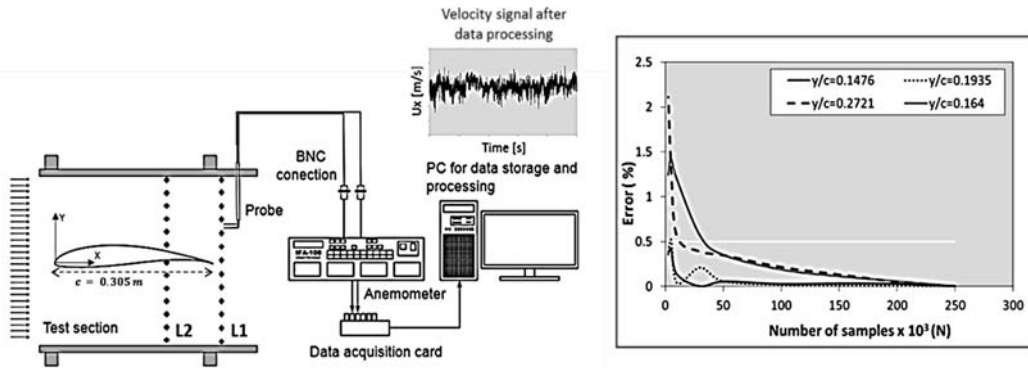 Velocity signal after
data processing
Ux [m/s]
Time [s]
BNC
conection
PC for data storage and
processing
Probe
Y
X
c = 0.305 m
IFA-100
Anemometer
Test section
L2
L1
Data acquisition card
2.5
2
1.5
1
0.5
0
Error ( %)
y/c=0.1476
y/c=0.1935
y/c=0.2721
y/c=0.164
0 50 100 150 200 250 300
Number of samples x 10³ (N)